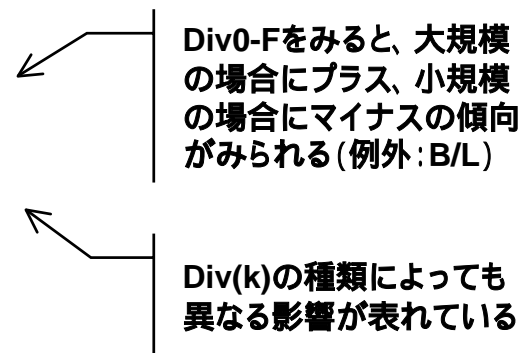 Div0-Fをみると、大規模
の場合にプラス、小規模
の場合にマイナスの傾向
がみられる(例外:B/L)
Div(k)の種類によっても
異なる影響が表れている